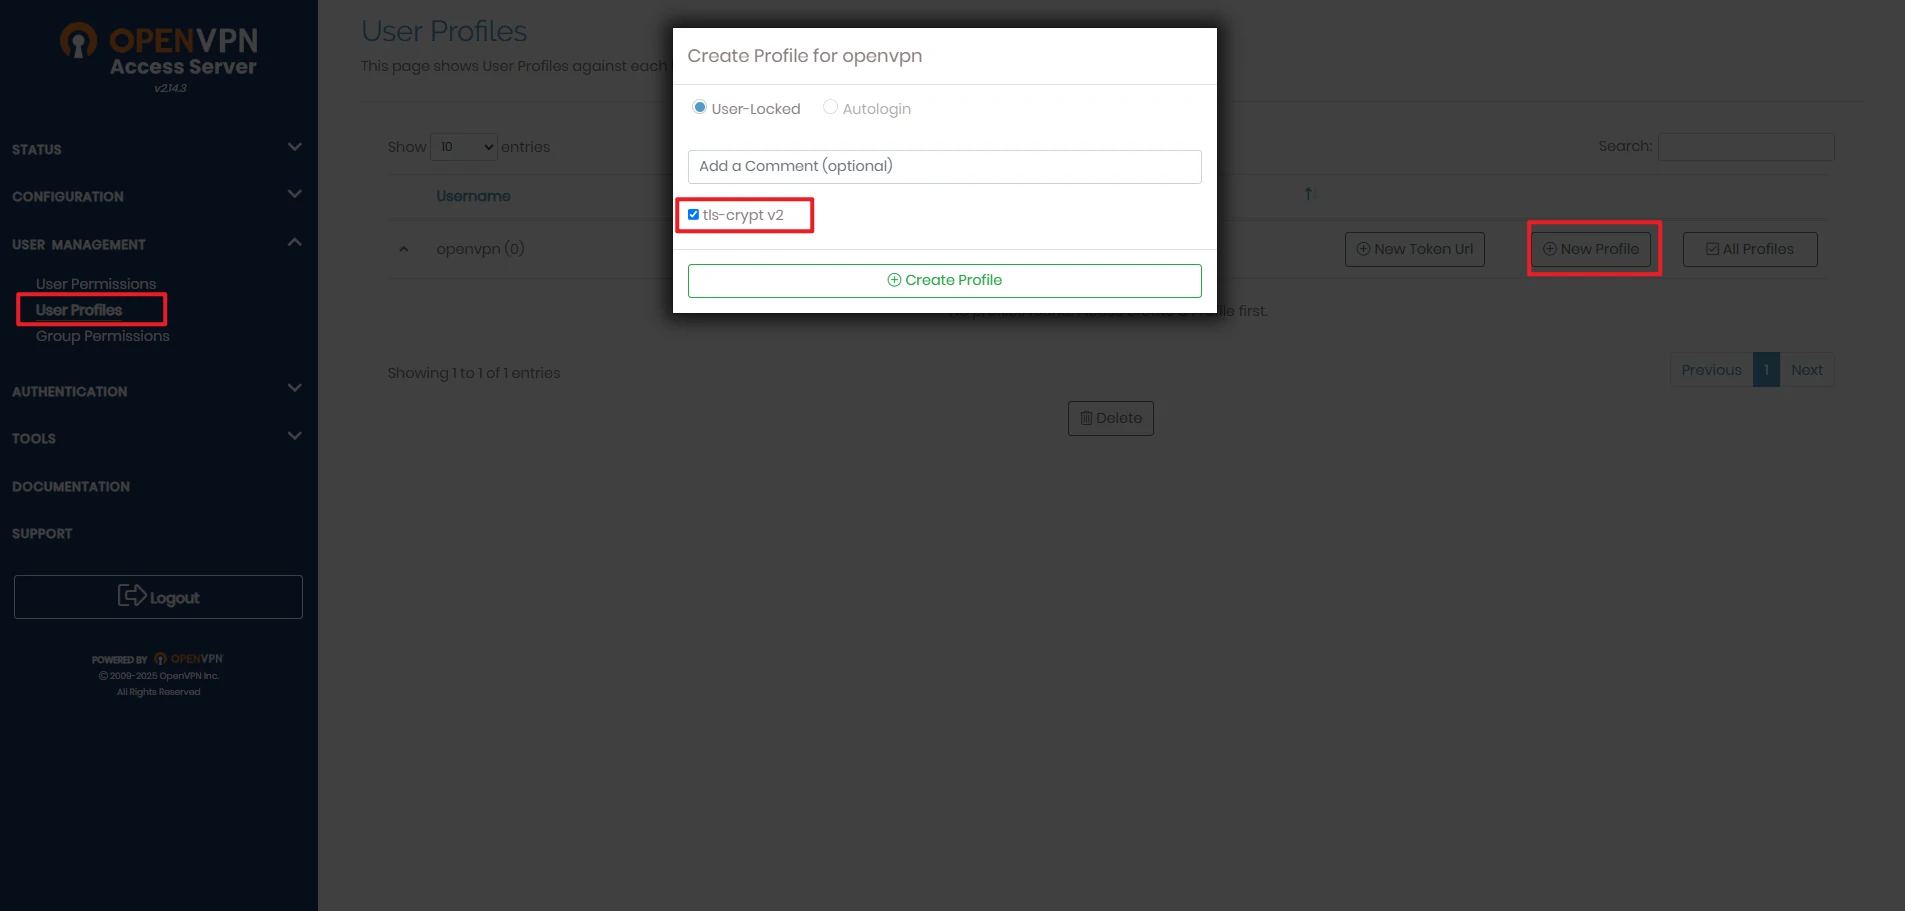 OPENVPN
Access Server
v2.14.3
STATUS
CONFIGURATION
USER MANAGEMENT
User Permissions
User Profiles
Group Permissions
AUTHENTICATION
TOOLS
DOCUMENTATION
SUPPORT
Logout
POWERED BY OPENVPN
© 2009-2025 OpenVPN Inc.
All Rights Reserved
User Profiles
This page shows User Profiles against each
Show 10 entries
Search:
Username
openvpn (0)
New Token Url
New Profile
All Profiles
first.
Showing 1 to 1 of 1 entries
Previous 1 Next
Delete
Create Profile for openvpn
User-Locked Autologin
Add a Comment (optional)
tls-crypt v2
Create Profile